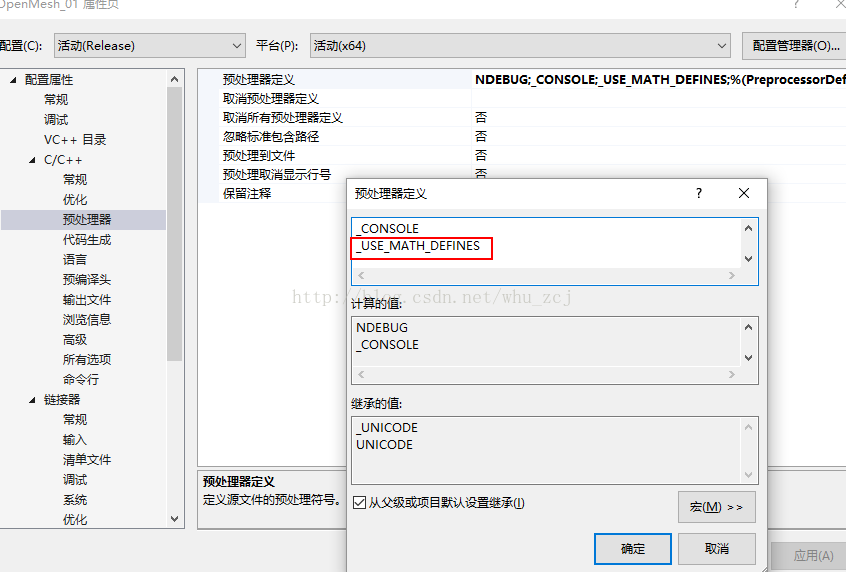 OpenMesh_01 属性页
配置(C):
活动(Release)
平台(P):
活动(x64)
配置管理器(O)...
配置属性
常规
调试
VC++ 目录
C/C++
常规
优化
预处理器
代码生成
语言
预编译头
输出文件
浏览信息
高级
所有选项
命令行
链接器
常规
输入
清单文件
调试
系统
优化
预处理器定义 NDEBUG;_CONSOLE;_USE_MATH_DEFINES;%(PreprocessorDef
取消预处理器定义
取消所有预处理器定义 否
忽略标准包含路径 否
预处理到文件 否
预处理取消显示行号 否
保留注释
预处理器定义
定义源文件的预处理符号。
预处理器定义
?
_CONSOLE
_USE_MATH_DEFINES
http://blog.csdn.net/whu_zcj
计算的值:
NDEBUG
_CONSOLE
继承的值:
_UNICODE
UNICODE
从父级或项目默认设置继承(I)
宏(M) >>
确定
取消
应用(A)